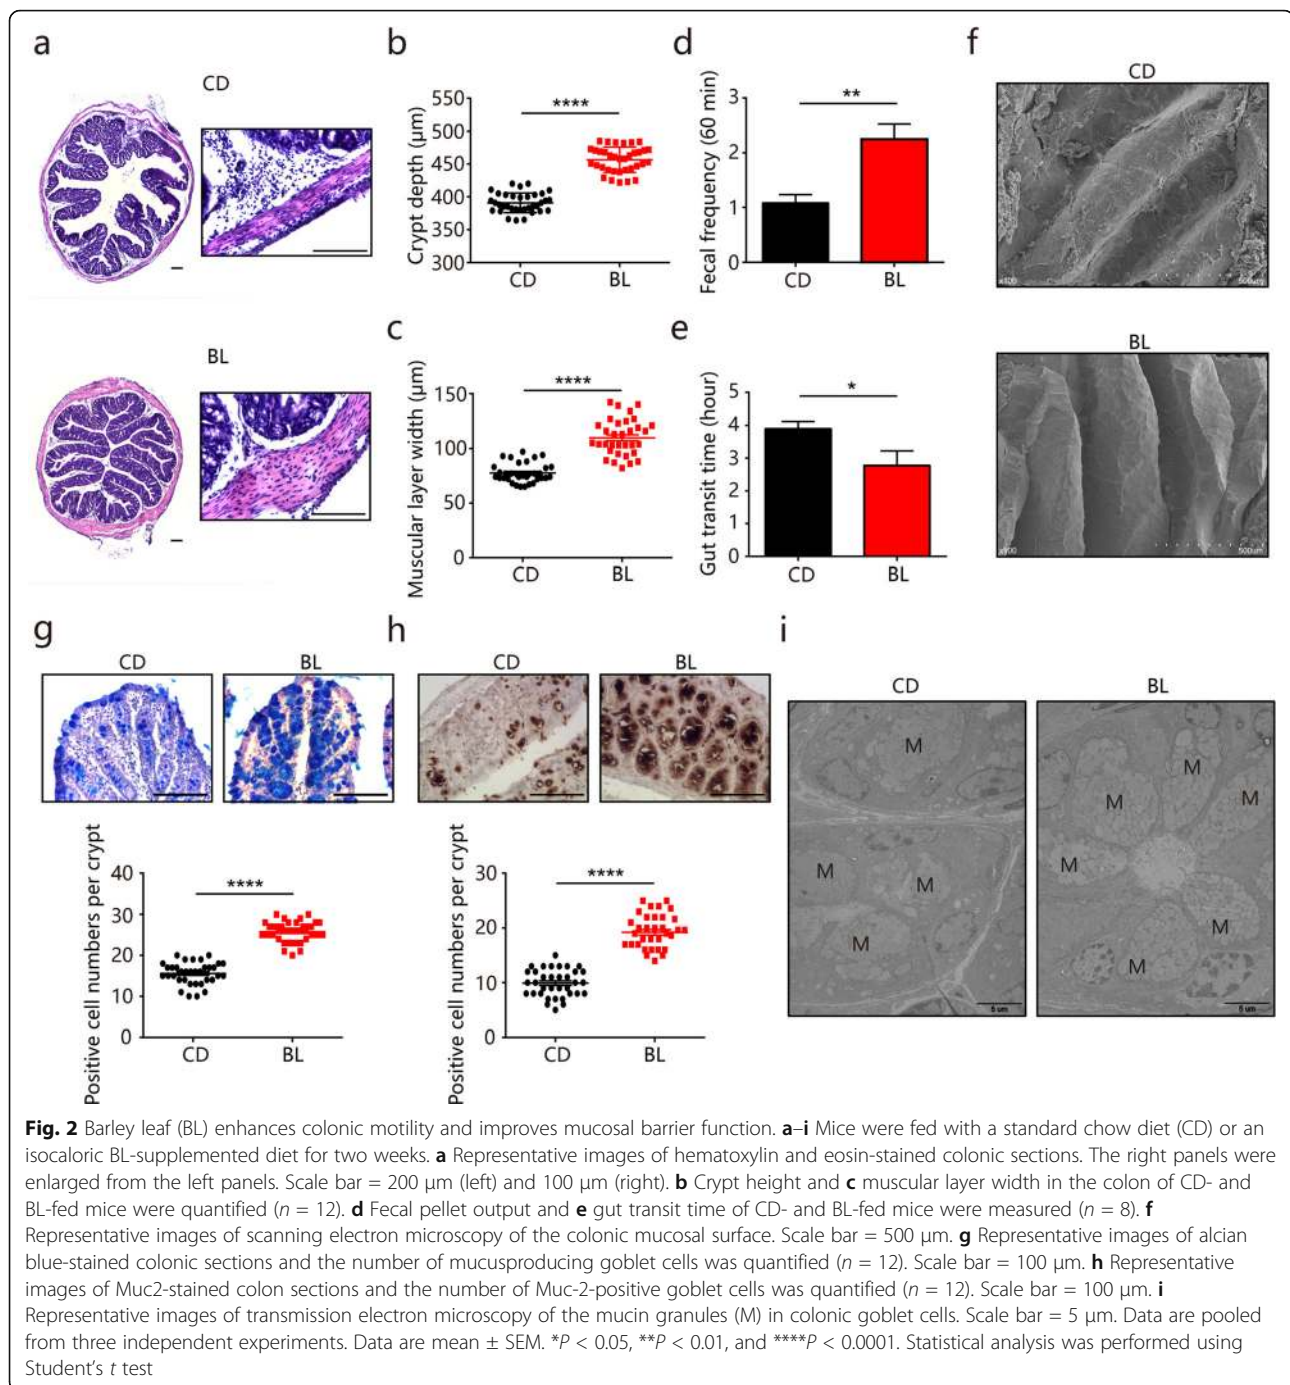 a
CD
BL
b
Crypt depth (µm)
550
500
450
400
350
300
****
CD
BL
c
Muscular layer width (µm)
150
100
50
0
****
CD
BL
d
Fecal frequency (60 min)
3
2
1
0
**
CD
BL
e
Gut transit time (hour)
5
4
3
2
1
0
*
CD
BL
f
CD
x100
500um
BL
x100
500um
g
CD
BL
Positive cell numbers per crypt
40
30
20
10
0
****
CD
BL
h
CD
BL
Positive cell numbers per crypt
30
20
10
0
****
CD
BL
i
CD
M
M
M
M
5 um
BL
M
M
M
M
M
M
5 um
Fig. 2 Barley leaf (BL) enhances colonic motility and improves mucosal barrier function. a–i Mice were fed with a standard chow diet (CD) or an
isocaloric BL-supplemented diet for two weeks. a Representative images of hematoxylin and eosin-stained colonic sections. The right panels were
enlarged from the left panels. Scale bar = 200 µm (left) and 100 µm (right). b Crypt height and c muscular layer width in the colon of CD- and
BL-fed mice were quantified (n = 12). d Fecal pellet output and e gut transit time of CD- and BL-fed mice were measured (n = 8). f
Representative images of scanning electron microscopy of the colonic mucosal surface. Scale bar = 500 µm. g Representative images of alcian
blue-stained colonic sections and the number of mucusproducing goblet cells was quantified (n = 12). Scale bar = 100 µm. h Representative
images of Muc2-stained colon sections and the number of Muc-2-positive goblet cells was quantified (n = 12). Scale bar = 100 µm. i
Representative images of transmission electron microscopy of the mucin granules (M) in colonic goblet cells. Scale bar = 5 µm. Data are pooled
from three independent experiments. Data are mean ± SEM. *P < 0.05, **P < 0.01, and ****P < 0.0001. Statistical analysis was performed using
Student's t test